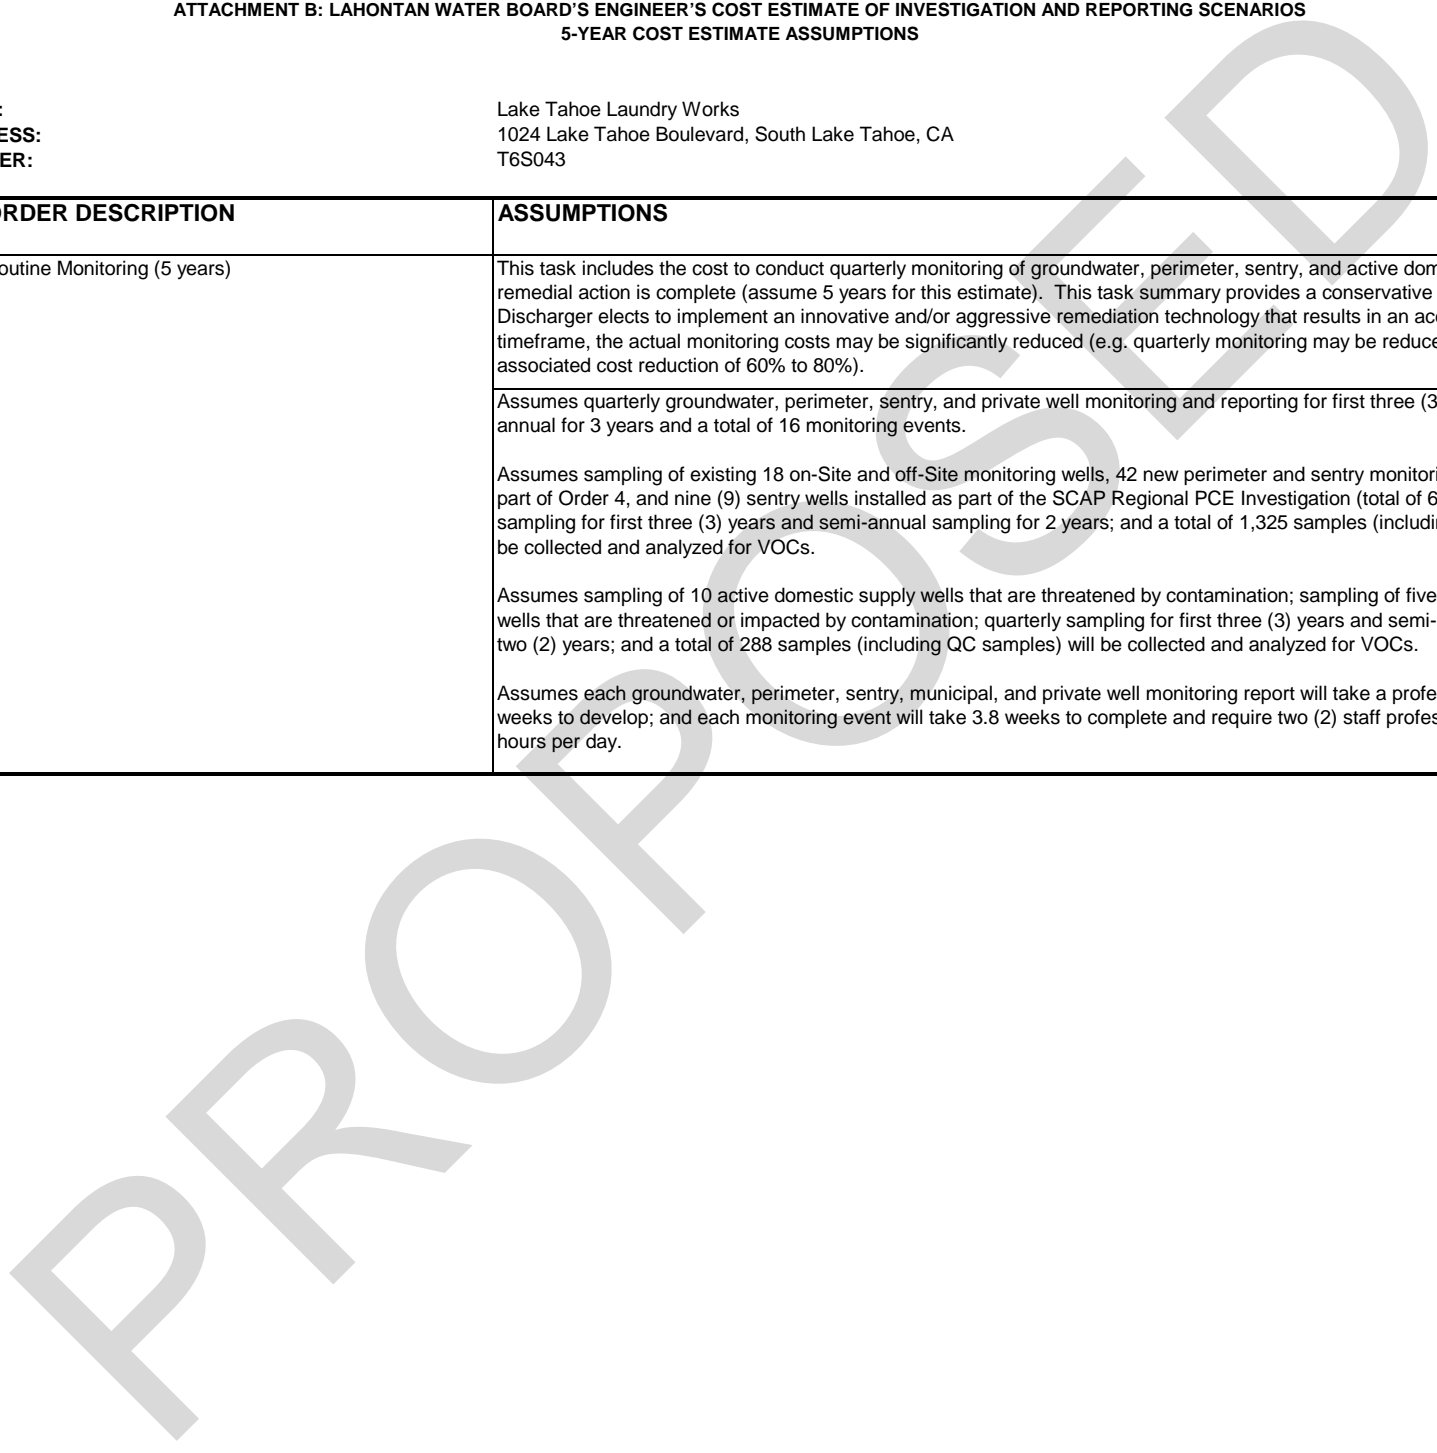 ATTACHMENT B: LAHONTAN WATER BOARD'S ENGINEER'S COST ESTIMATE OF INVESTIGATION AND REPORTING SCENARIOS
5-YEAR COST ESTIMATE ASSUMPTIONS
:
ESS:
ER:
Lake Tahoe Laundry Works
1024 Lake Tahoe Boulevard, South Lake Tahoe, CA
T6S043
RDER DESCRIPTION
ASSUMPTIONS
outine Monitoring (5 years)
This task includes the cost to conduct quarterly monitoring of groundwater, perimeter, sentry, and active dom
remedial action is complete (assume 5 years for this estimate).  This task summary provides a conservative
Discharger elects to implement an innovative and/or aggressive remediation technology that results in an acc
timeframe, the actual monitoring costs may be significantly reduced (e.g. quarterly monitoring may be reduce
associated cost reduction of 60% to 80%).
Assumes quarterly groundwater, perimeter, sentry, and private well monitoring and reporting for first three (3
annual for 3 years and a total of 16 monitoring events.
Assumes sampling of existing 18 on-Site and off-Site monitoring wells, 42 new perimeter and sentry monitori
part of Order 4, and nine (9) sentry wells installed as part of the SCAP Regional PCE Investigation (total of 6
sampling for first three (3) years and semi-annual sampling for 2 years; and a total of 1,325 samples (includin
be collected and analyzed for VOCs.
Assumes sampling of 10 active domestic supply wells that are threatened by contamination; sampling of five
wells that are threatened or impacted by contamination; quarterly sampling for first three (3) years and semi-
two (2) years; and a total of 288 samples (including QC samples) will be collected and analyzed for VOCs.
Assumes each groundwater, perimeter, sentry, municipal, and private well monitoring report will take a profe
weeks to develop; and each monitoring event will take 3.8 weeks to complete and require two (2) staff profes
hours per day.
PROPOSED